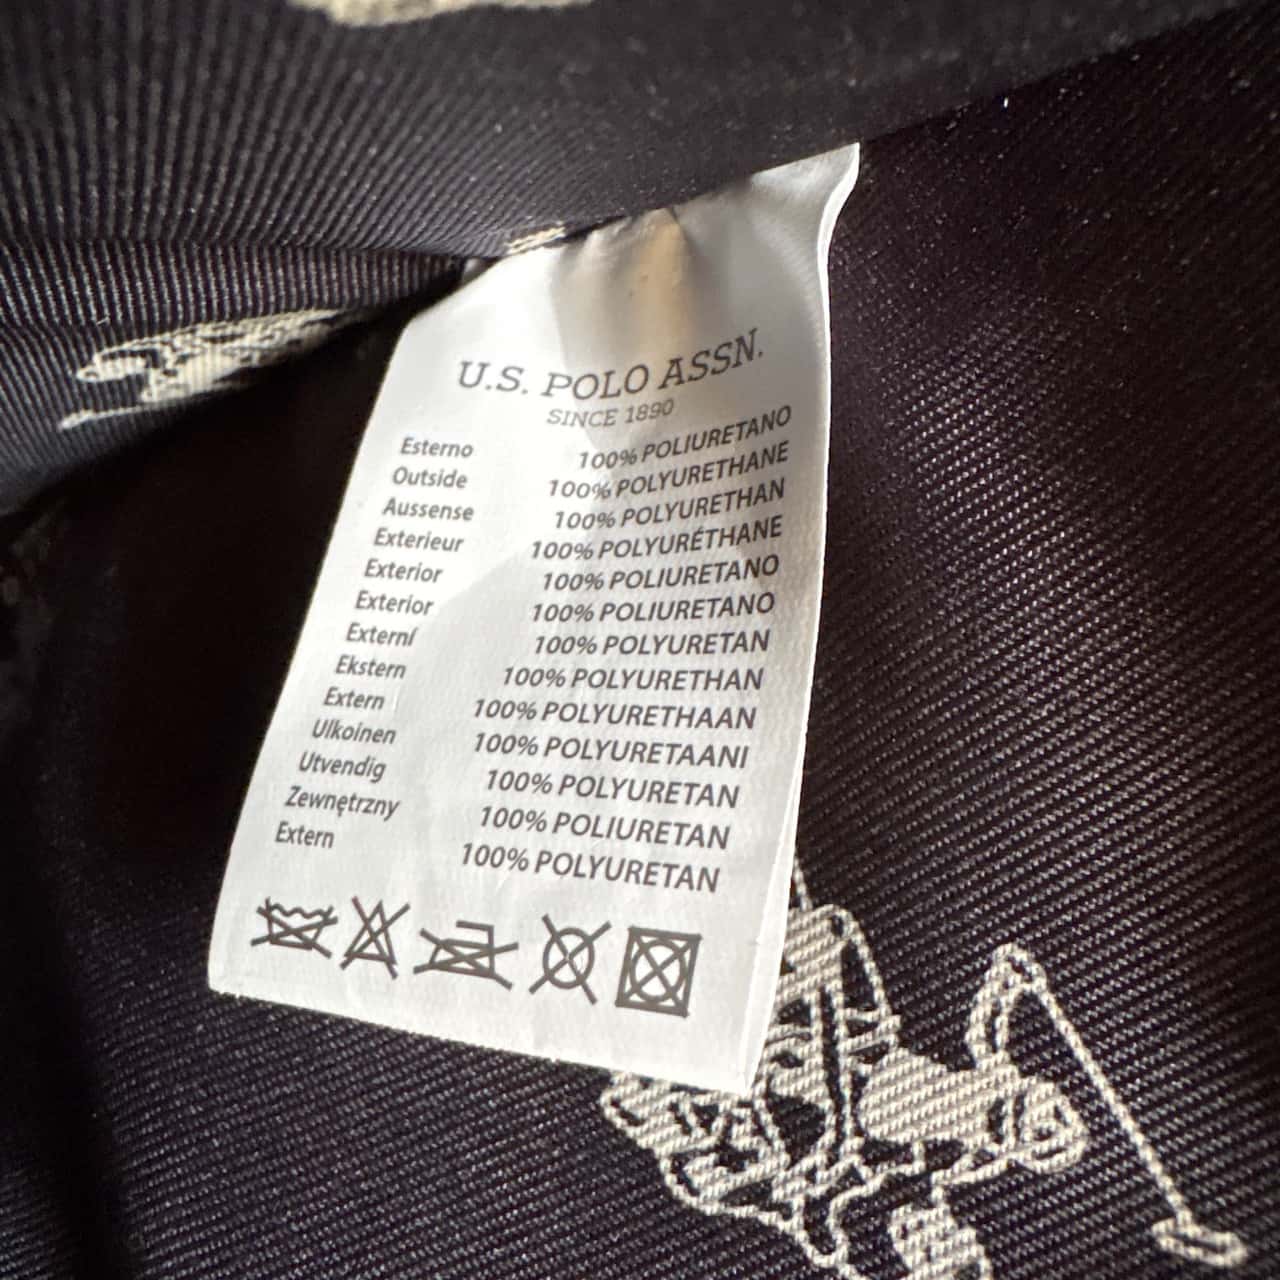 U.S. POLO ASSN.
SINCE 1890
Esterno 100% POLIURETANO
Outside 100% POLYURETHANE
Aussense 100% POLYURETHAN
Exterieur 100% POLYURÉTHANE
Exterior 100% POLIURETANO
Exterior 100% POLIURETANO
Externí 100% POLYURETAN
Ekstern 100% POLYURETHAN
Extern 100% POLYURETHAAN
Ulkoinen 100% POLYURETAANI
Utvendig 100% POLYURETAN
Zewnętrzny 100% POLIURETAN
Extern 100% POLYURETAN